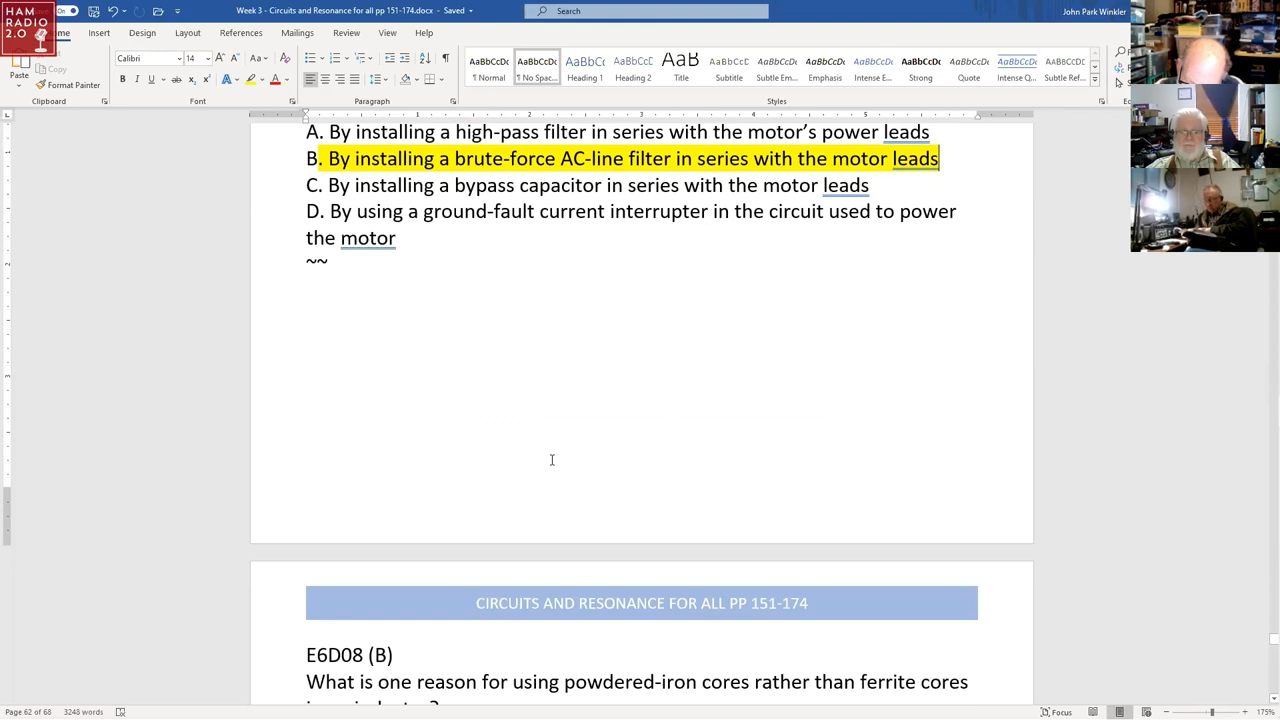 HAM
RADIO
2.0
Week 3 - Circuits and Resonance for all pp 151-174.docx - Saved
Search
John Park Winkler
Insert
Design
Layout
References
Mailings
Review
View
Help
Paste
Copy
Format Painter
Calibri
14
Clipboard
Font
Paragraph
Styles
¶ Normal
¶ No Spac...
Heading 1
Heading 2
Title
Subtitle
Subtle Em...
Emphasis
Intense E...
Strong
Quote
Intense Q...
Subtle Ref...
A. By installing a high-pass filter in series with the motor’s power leads
B. By installing a brute-force AC-line filter in series with the motor leads
C. By installing a bypass capacitor in series with the motor leads
D. By using a ground-fault current interrupter in the circuit used to power
the motor
~~
CIRCUITS AND RESONANCE FOR ALL PP 151-174
E6D08 (B)
What is one reason for using powdered-iron cores rather than ferrite cores
Page 62 of 68
3248 words
Focus
175%